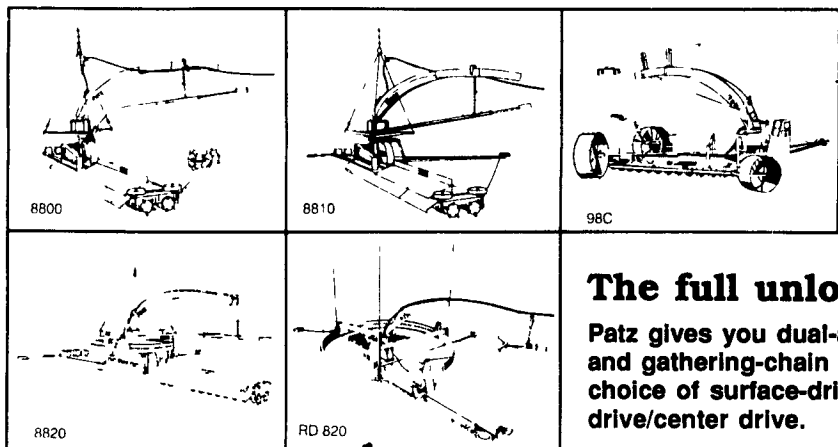 8800
8810
98C
8820
RD 820
The full unlo
Patz gives you dual-a
and gathering-chain
choice of surface-dri
drive/center drive.